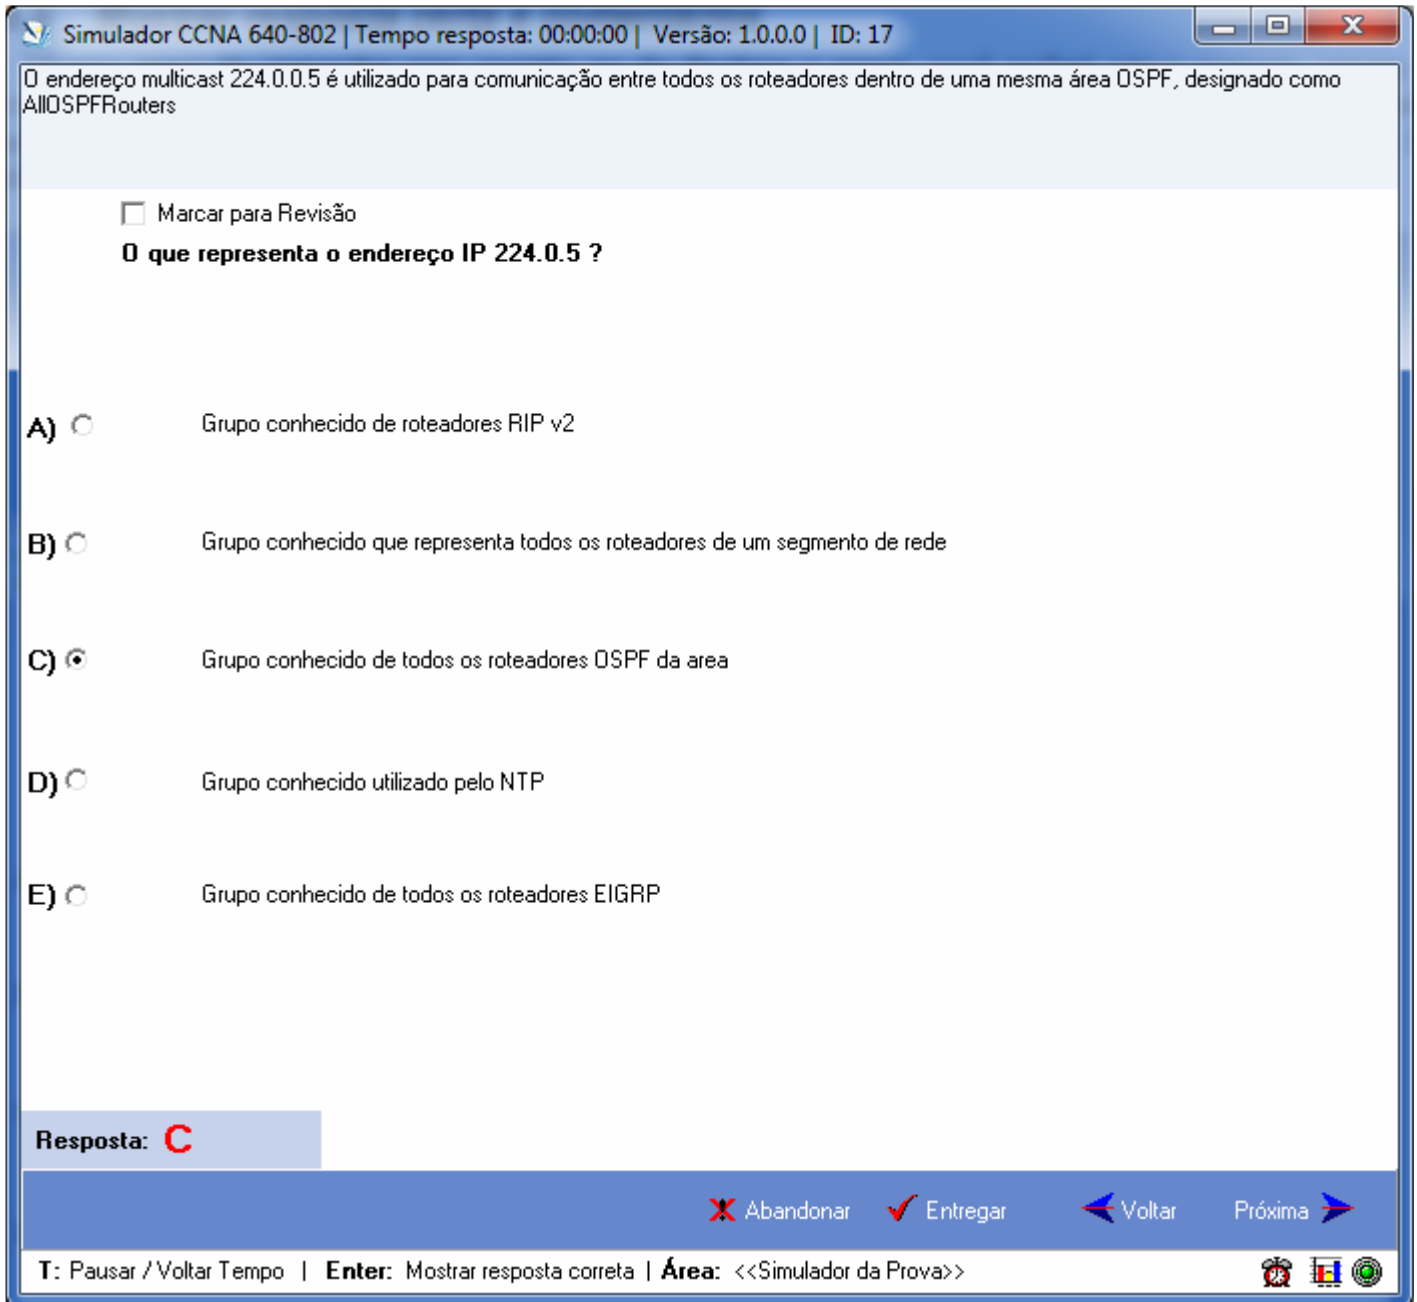 Simulador CCNA 640-802 | Tempo resposta: 00:00:00 | Versão: 1.0.0.0 | ID: 17
O endereço multicast 224.0.0.5 é utilizado para comunicação entre todos os roteadores dentro de uma mesma área OSPF, designado como
AllOSPFRouters
Marcar para Revisão
O que representa o endereço IP 224.0.5 ?
A) Grupo conhecido de roteadores RIP v2
B) Grupo conhecido que representa todos os roteadores de um segmento de rede
C) Grupo conhecido de todos os roteadores OSPF da area
D) Grupo conhecido utilizado pelo NTP
E) Grupo conhecido de todos os roteadores EIGRP
Resposta: C
Abandonar Entregar Voltar Próxima
T: Pausar / Voltar Tempo | Enter: Mostrar resposta correta | Área: <<Simulador da Prova>>